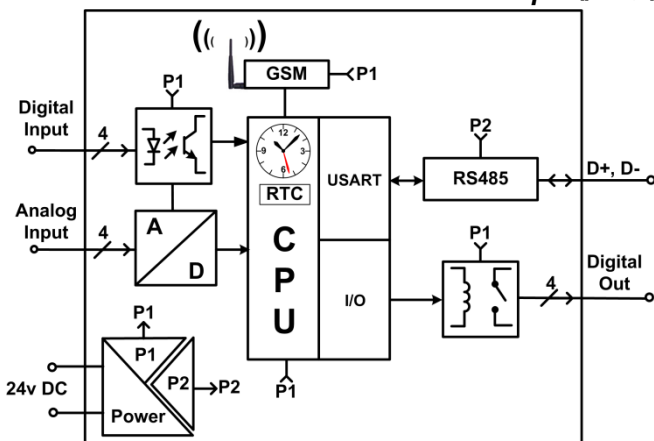 GSM
P1
P1
Digital
Input
4
12
3
6
9
RTC
USART
P2
RS485
D+, D-
Analog
Input
4
A
D
C
P
U
I/O
P1
4
Digital
Out
P1
P1
P2
P2
24v DC
Power
P1